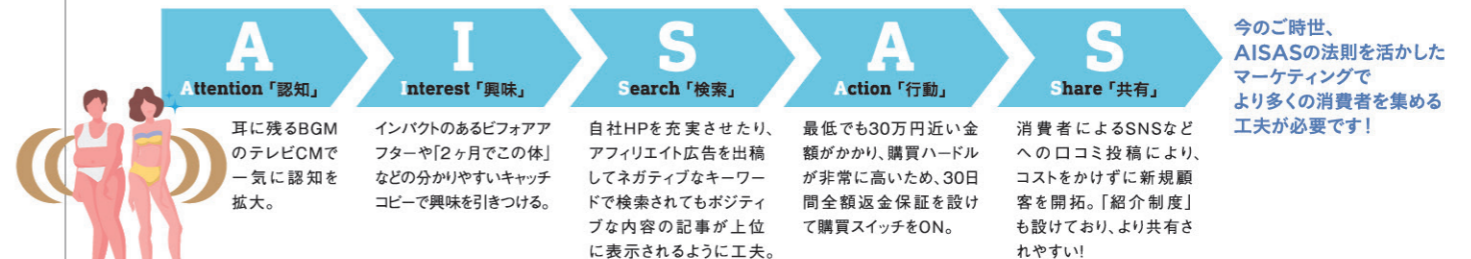 A
Attention「認知」
耳に残るBGM
のテレビCMで
一気に認知を
拡大。
I
Interest「興味」
インパクトのあるビフォアア
フターや「2ヶ月でこの体」
などの分かりやすいキャッチ
コピーで興味を引きつける。
S
Search「検索」
自社HPを充実させたり、
アフィリエイト広告を出稿
してネガティブなキーワー
ドで検索されてもポジティ
ブな内容の記事が上位
に表示されるように工夫。
A
Action「行動」
最低でも30万円近い金
額がかかり、購買ハードル
が非常に高いため、30日
間全額返金保証を設け
て購買スイッチをON。
S
Share「共有」
消費者によるSNSなど
への口コミ投稿により、
コストをかけずに新規顧
客を開拓。「紹介制度」
も設けており、より共有さ
れやすい!
今のご時世、
AISASの法則を活かした
マーケティングで
より多くの消費者を集める
工夫が必要です!